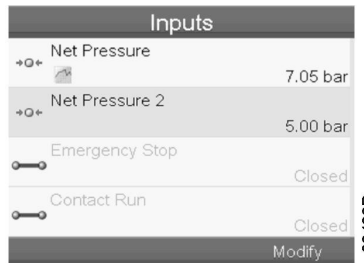 Inputs
Net Pressure
7.05 bar
Net Pressure 2
5.00 bar
Emergency Stop
Closed
Contact Run
Closed
Modify